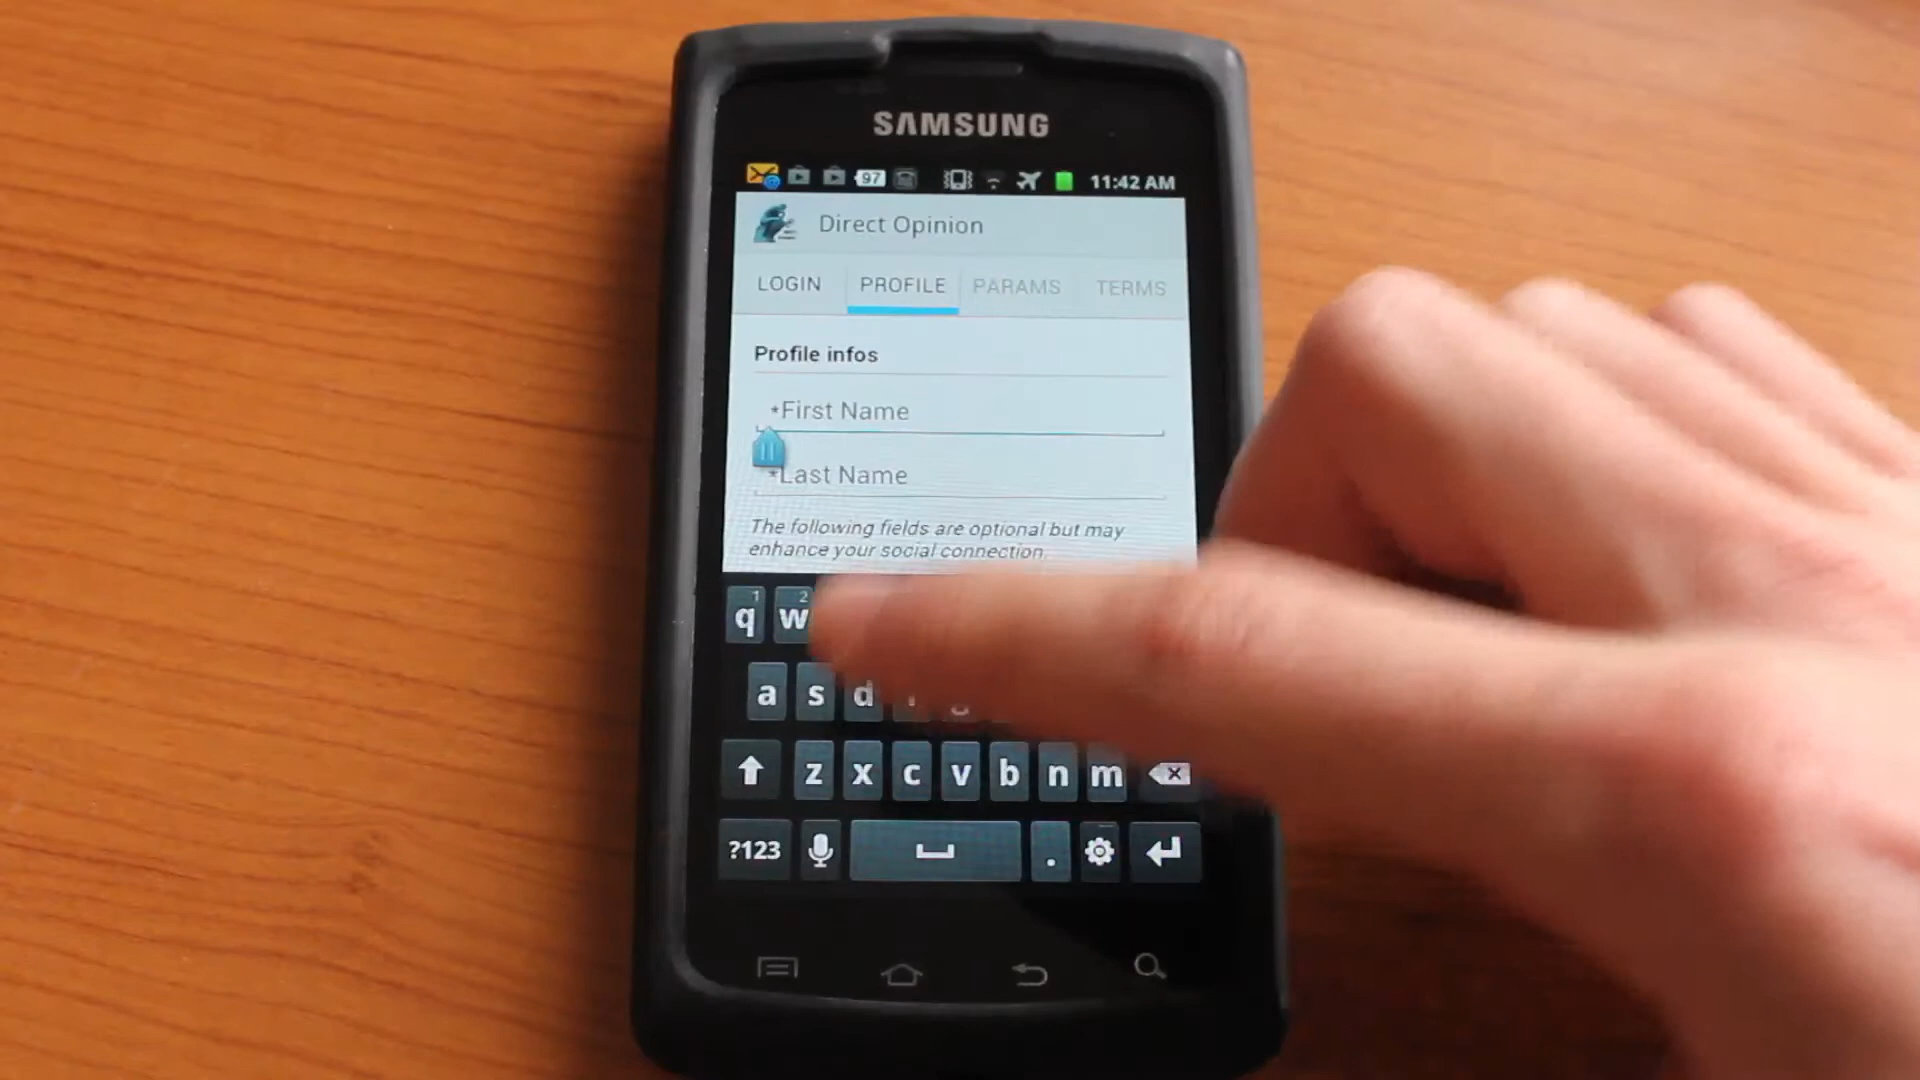 SAMSUNG
97 11:42 AM
Direct Opinion
LOGIN PROFILE PARAMS TERMS
Profile infos
*First Name
*Last Name
The following fields are optional but may
enhance your social connection.
1 2
q w
a s d f g
z x c v b n m
?123 .